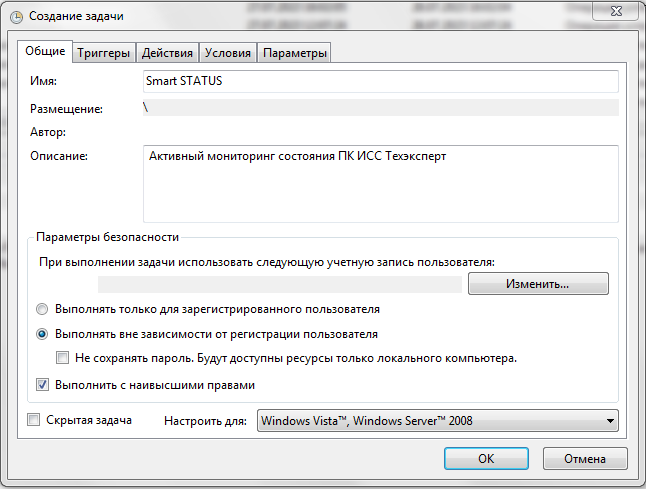 Создание задачи
Общие Триггеры Действия Условия Параметры
Имя: Smart STATUS
Размещение: \
Автор:
Описание: Активный мониторинг состояния ПК ИСС Техэксперт
Параметры безопасности
При выполнении задачи использовать следующую учетную запись пользователя:
Изменить...
Выполнять только для зарегистрированного пользователя
Выполнять вне зависимости от регистрации пользователя
Не сохранять пароль. Будут доступны ресурсы только локального компьютера.
Выполнить с наивысшими правами
Скрытая задача Настроить для: Windows Vista™, Windows Server™ 2008
OK Отмена